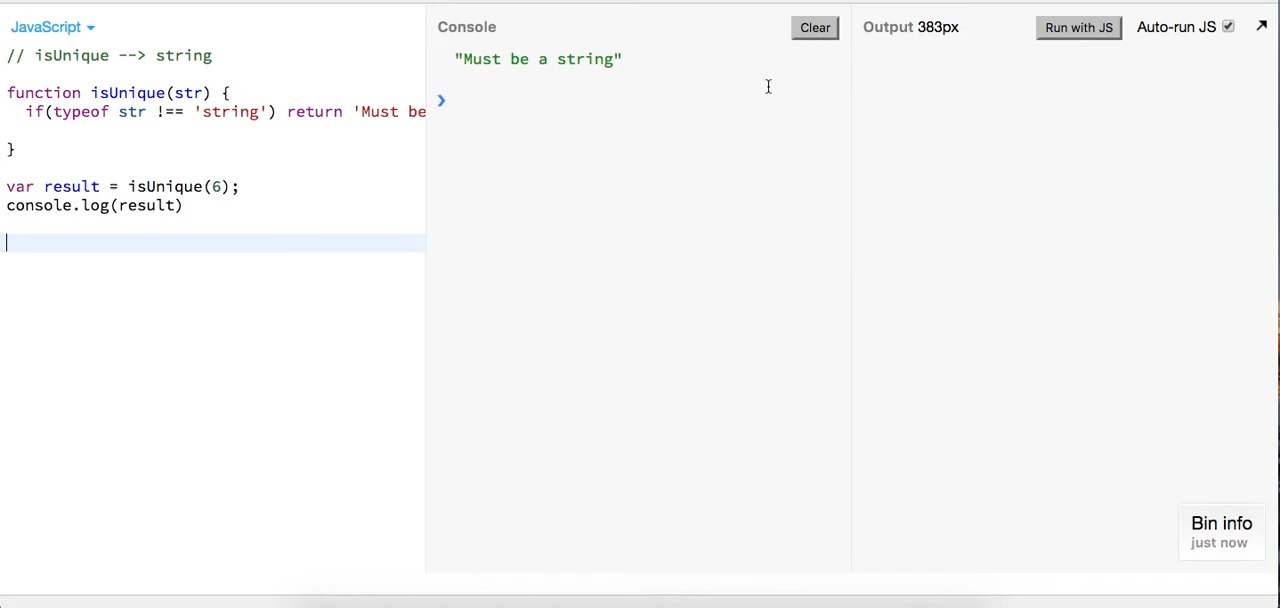 JavaScript
// isUnique --> string
function isUnique(str) {
if(typeof str !== 'string') return 'Must be
}
var result = isUnique(6);
console.log(result)
Console
Clear
"Must be a string"
Output 383px
Run with JS
Auto-run JS
Bin info
just now